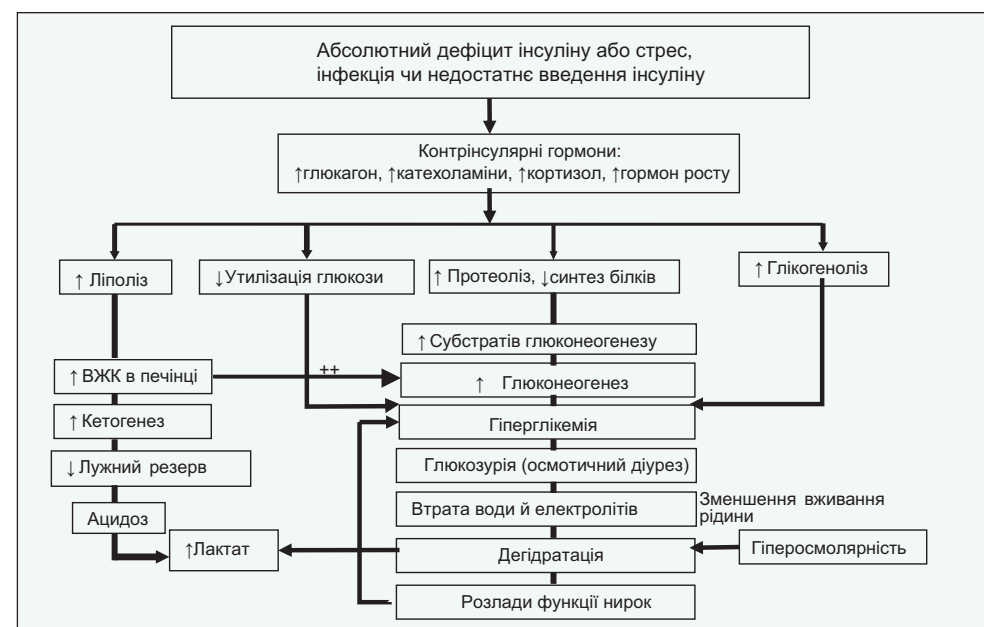 Абсолютний дефіцит інсуліну або стрес,
інфекція чи недостатнє введення інсуліну
Контрінсулярні гормони:
↑глюкагон, ↑катехоламіни, ↑кортизол, ↑гормон росту
↑ Ліполіз
↓Утилізація глюкози
↑ Протеоліз, ↓синтез білків
↑ Глікогеноліз
↑Субстратів глюконеогенезу
↑ВЖК в печінці
++
↑ Глюконеогенез
↑Кетогенез
Гіперглікемія
↓Лужний резерв
Глюкозурія (осмотичний діурез)
Ацидоз
Втрата води й електролітів
Зменшення вживання
рідини
↑Лактат
Дегідратація
Гіперосмолярність
Розлади функції нирок